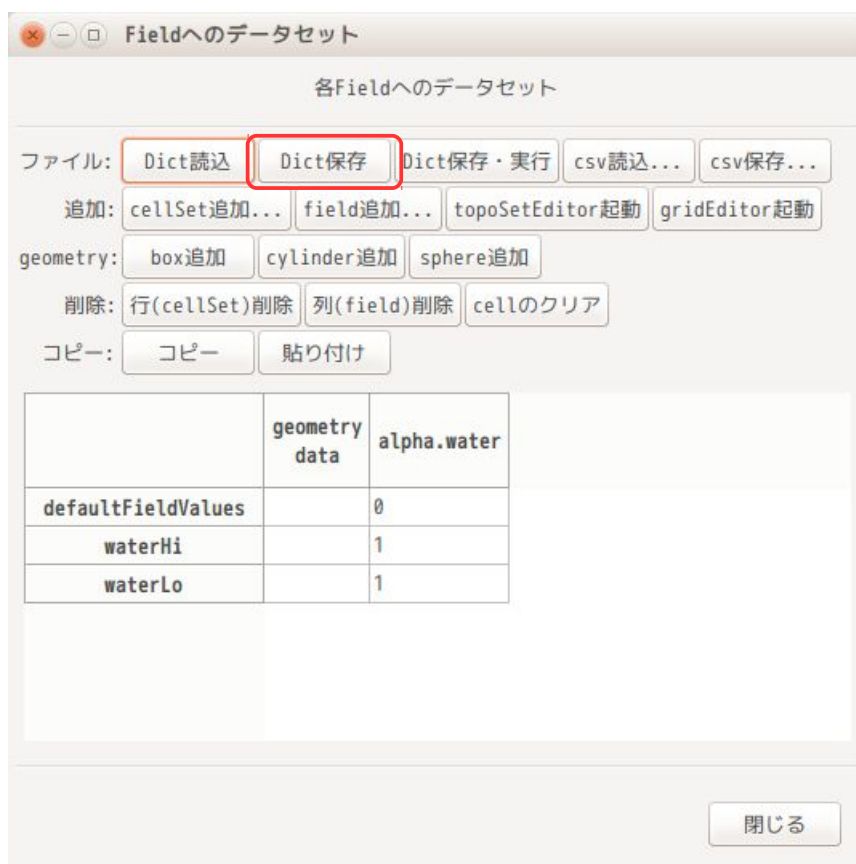 Fieldへのデータセット
各Fieldへのデータセット
ファイル: Dict読込 Dict保存 Dict保存・実行 csv読込... csv保存...
追加: cellSet追加... field追加... topoSetEditor起動 gridEditor起動
geometry: box追加 cylinder追加 sphere追加
削除: 行(cellSet)削除 列(field)削除 cellのクリア
コピー: コピー 貼り付け
geometry
data alpha.water
defaultFieldValues 0
waterHi 1
waterLo 1
閉じる